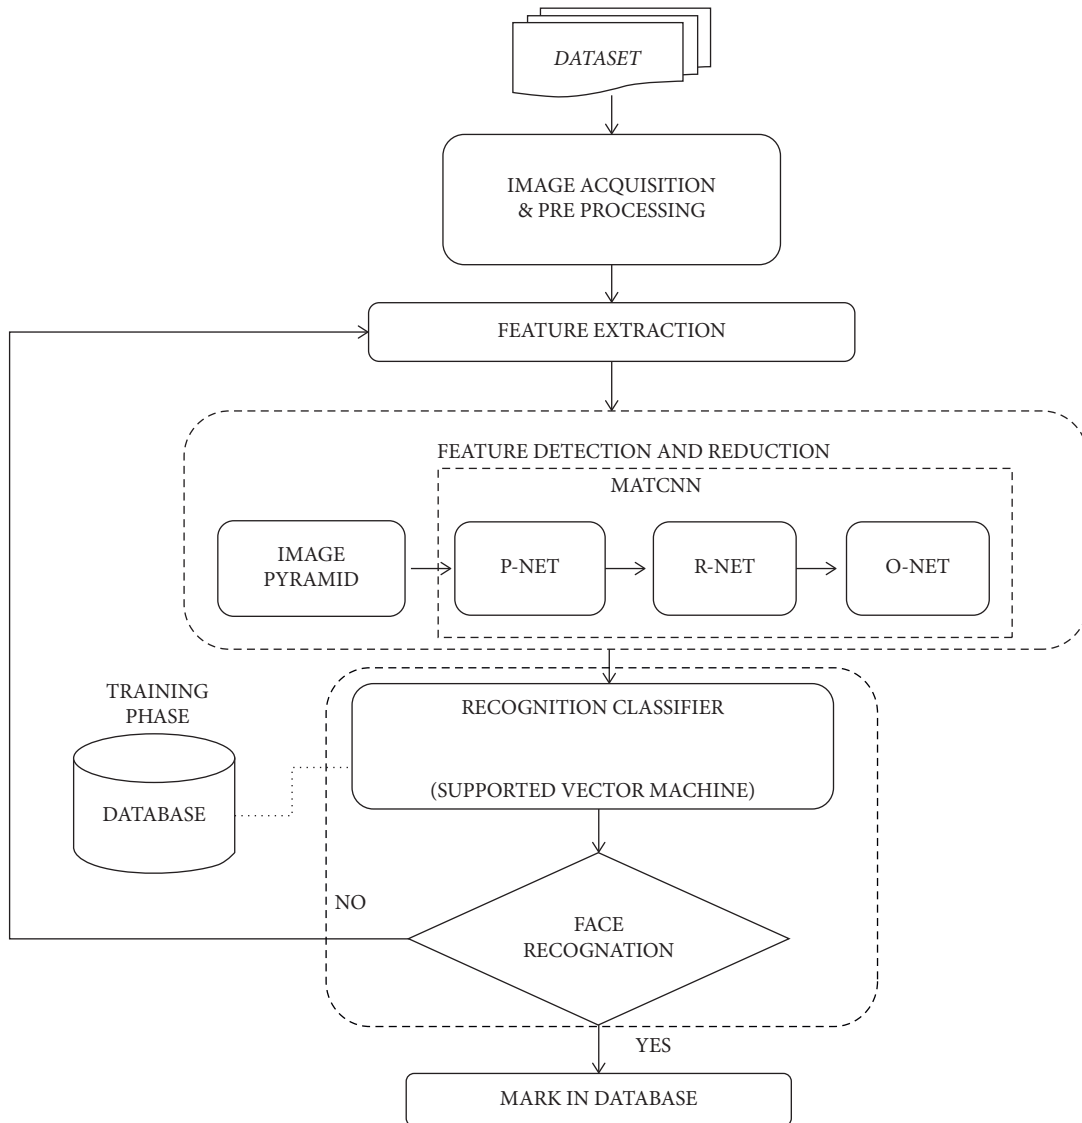 DATASET
IMAGE ACQUISITION
& PRE PROCESSING
FEATURE EXTRACTION
FEATURE DETECTION AND REDUCTION
MATCNN
IMAGE
PYRAMID
P-NET
R-NET
O-NET
TRAINING
PHASE
DATABASE
RECOGNITION CLASSIFIER
(SUPPORTED VECTOR MACHINE)
NO
FACE
RECOGNATION
YES
MARK IN DATABASE